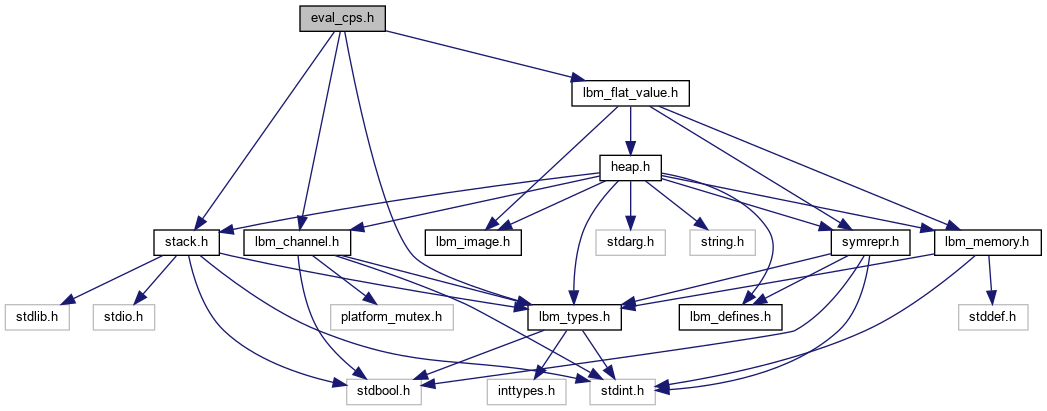 eval_cps.h
lbm_flat_value.h
heap.h
stack.h
lbm_channel.h
lbm_image.h
stdarg.h
string.h
symrepr.h
lbm_memory.h
stdlib.h
stdio.h
platform_mutex.h
lbm_types.h
lbm_defines.h
stddef.h
stdbool.h
inttypes.h
stdint.h